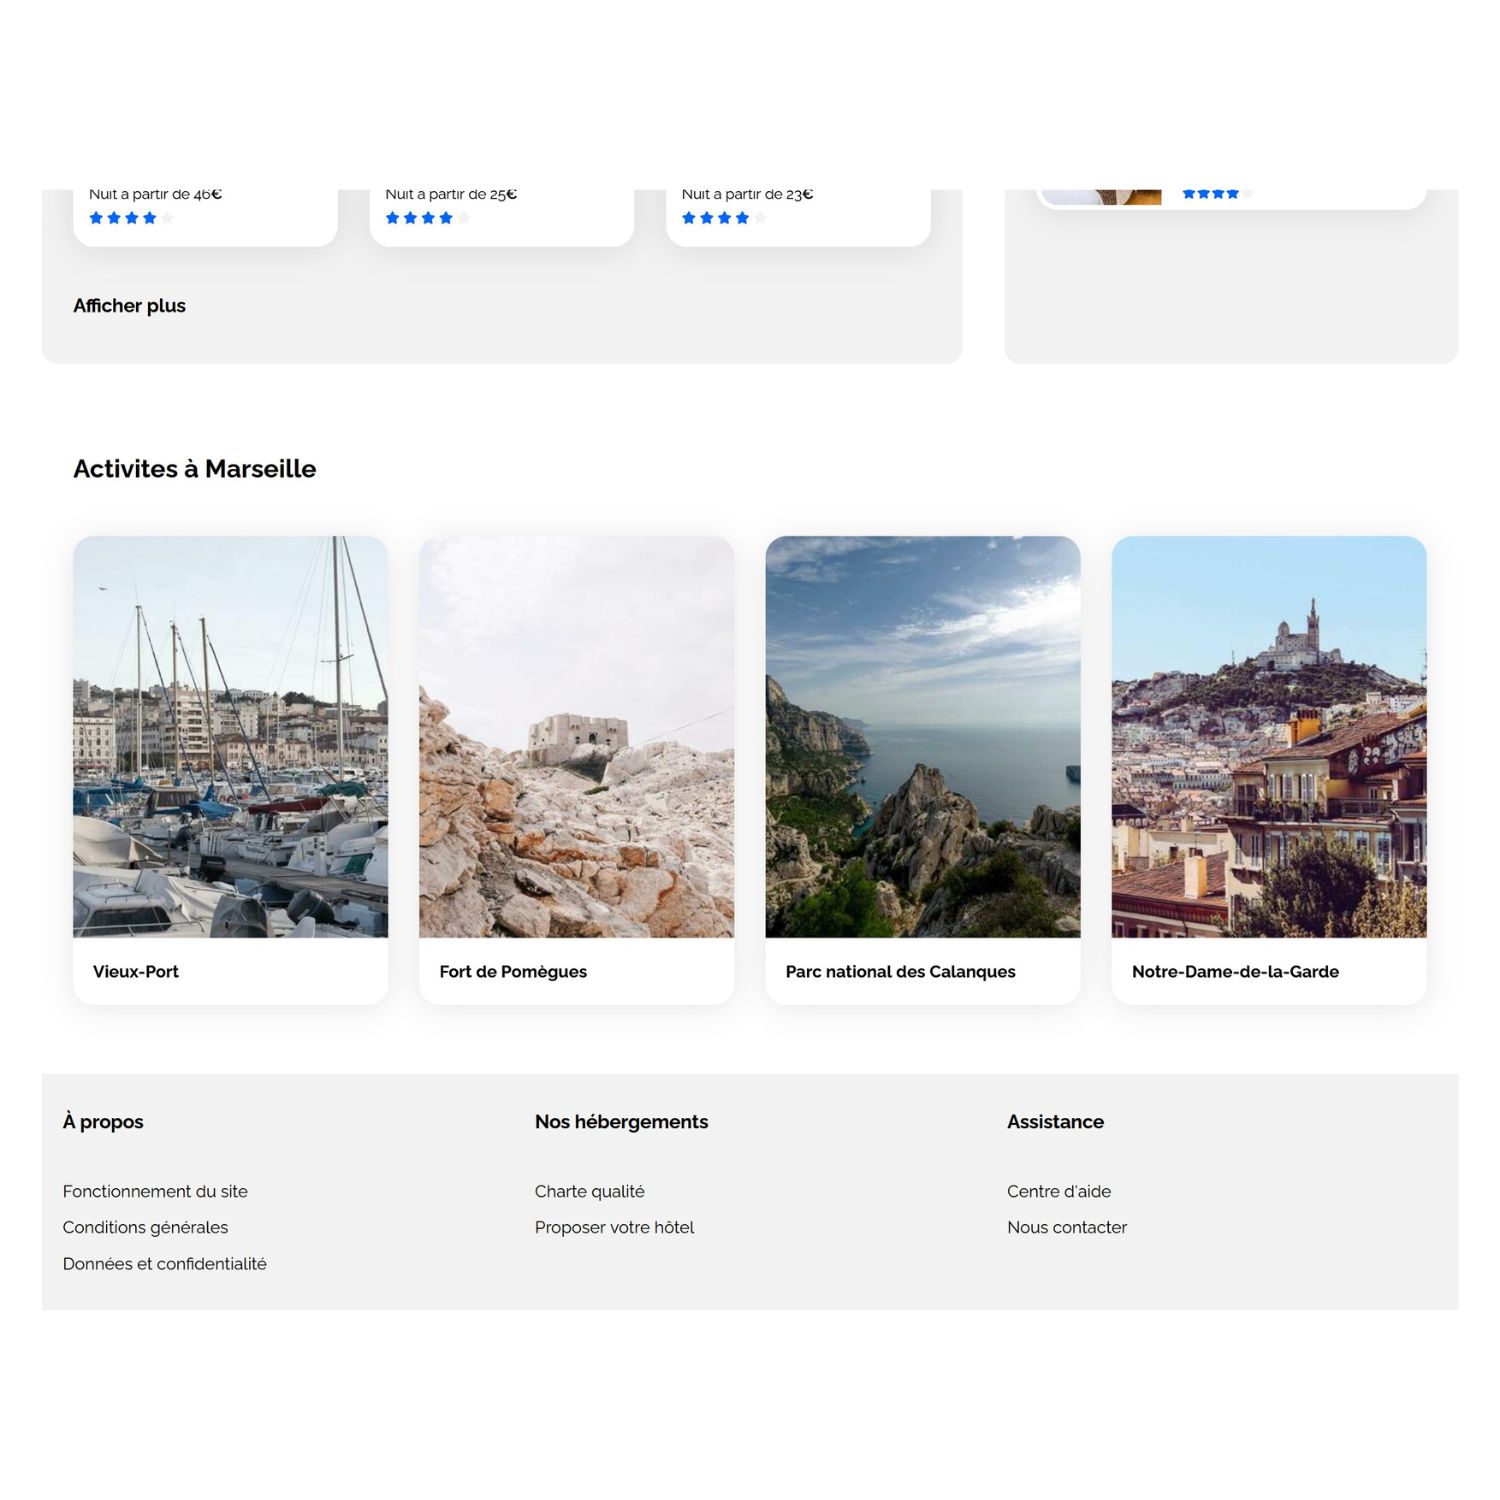 Nuit a partir de 46€
Nuit a partir de 25€
Nuit a partir de 23€
Afficher plus
Activites à Marseille
Vieux-Port
Fort de Pomègues
Parc national des Calanques
Notre-Dame-de-la-Garde
À propos
Fonctionnement du site
Conditions générales
Données et confidentialité
Nos hébergements
Charte qualité
Proposer votre hôtel
Assistance
Centre d'aide
Nous contacter